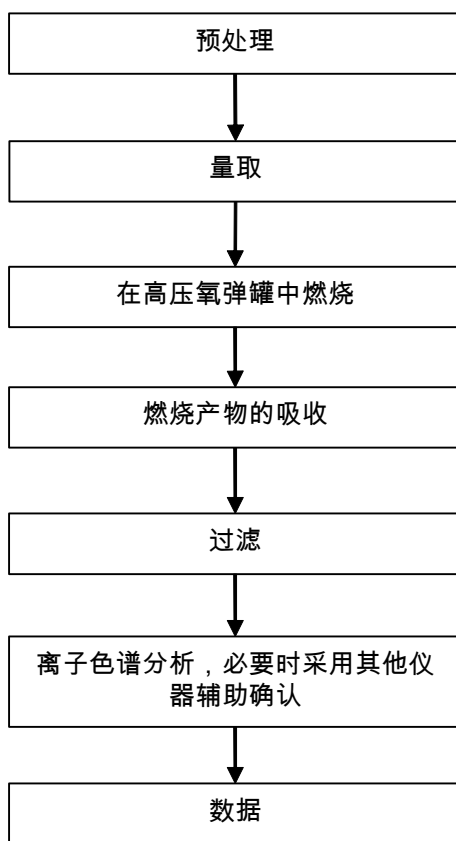 预处理
量取
在高压氧弹罐中燃烧
燃烧产物的吸收
过滤
离子色谱分析，必要时采用其他仪
器辅助确认
数据